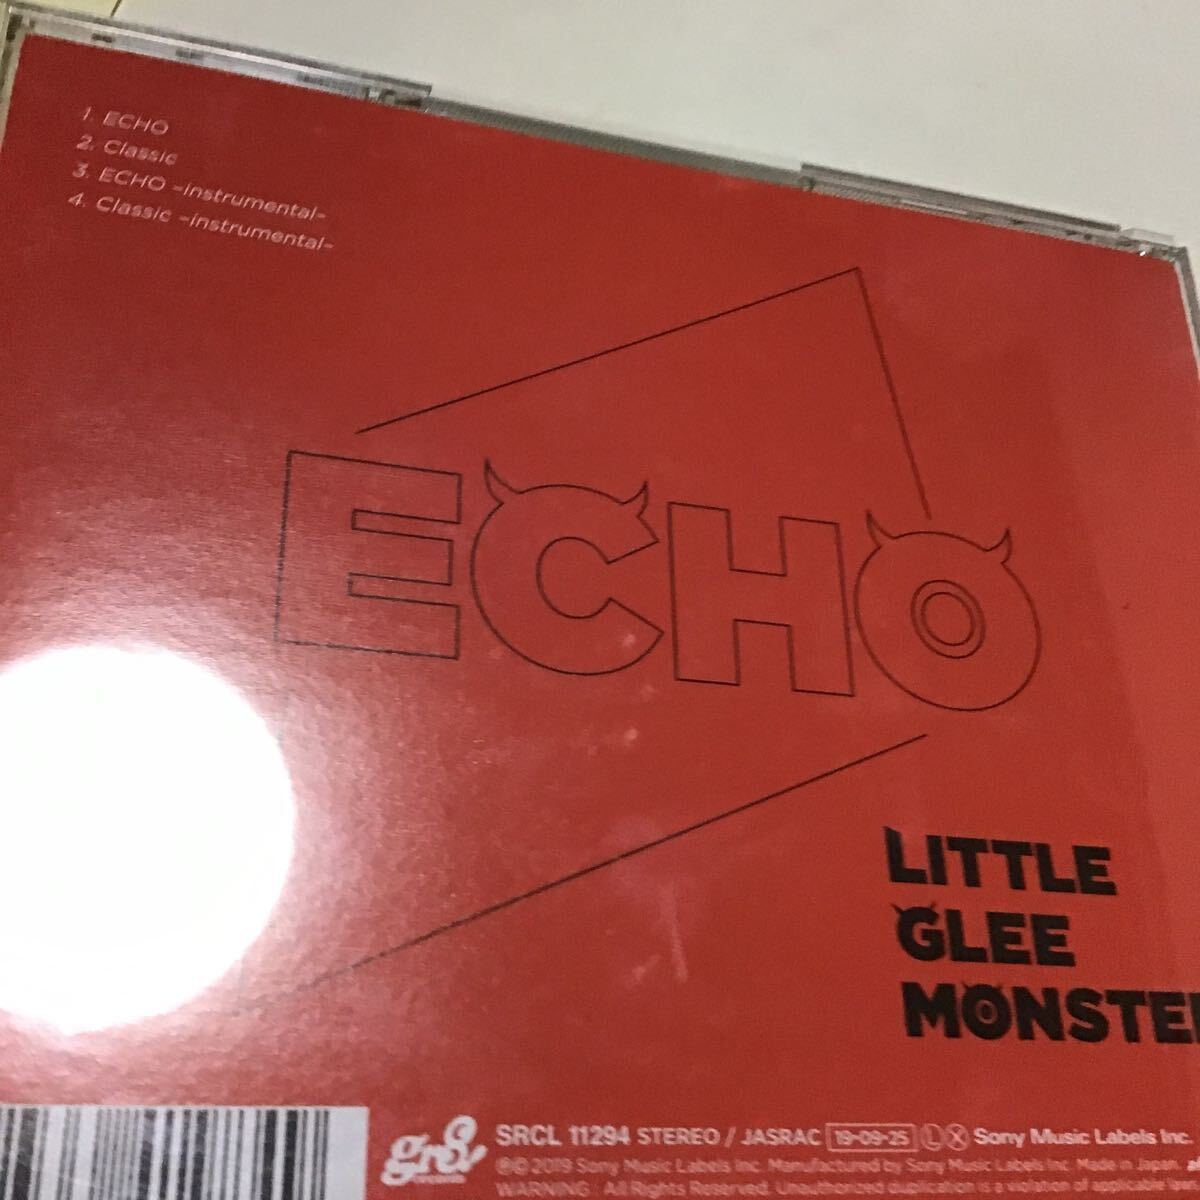 1. ECHO
2. Classic
3. ECHO -instrumental-
4. Classic -instrumental-
ECHO
LITTLE
GLEE
MONSTE
gr8!
records
SRCL 11294 STEREO / JASRAC 19-09-25 L X Sony Music Labels Inc.
℗© 2019 Sony Music Labels Inc. Manufactured by Sony Music Labels Inc. Made in Japan.
WARNING : All Rights Reserved. Unauthorized duplication is a violation of applicable